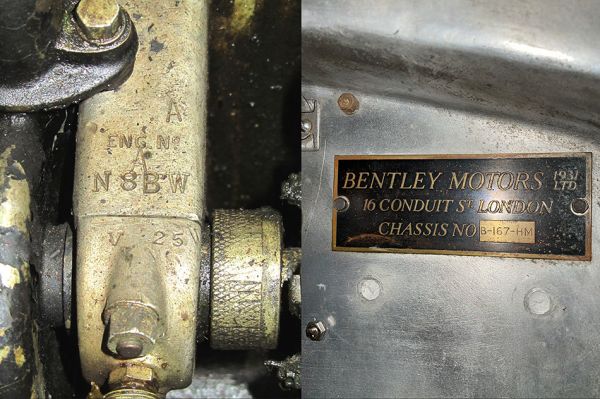 A
ENG No
A
N8BW
V 25
BENTLEY MOTORS 1931 LTD
16 CONDUIT ST LONDON
CHASSIS NO B-167-HM